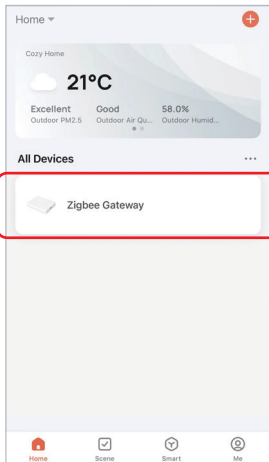 Home
Cozy Home
21°C
Excellent Good 58.0%
Outdoor PM2.5 Outdoor Air Qu... Outdoor Humid...
All Devices
Zigbee Gateway
Home Scene Smart Me